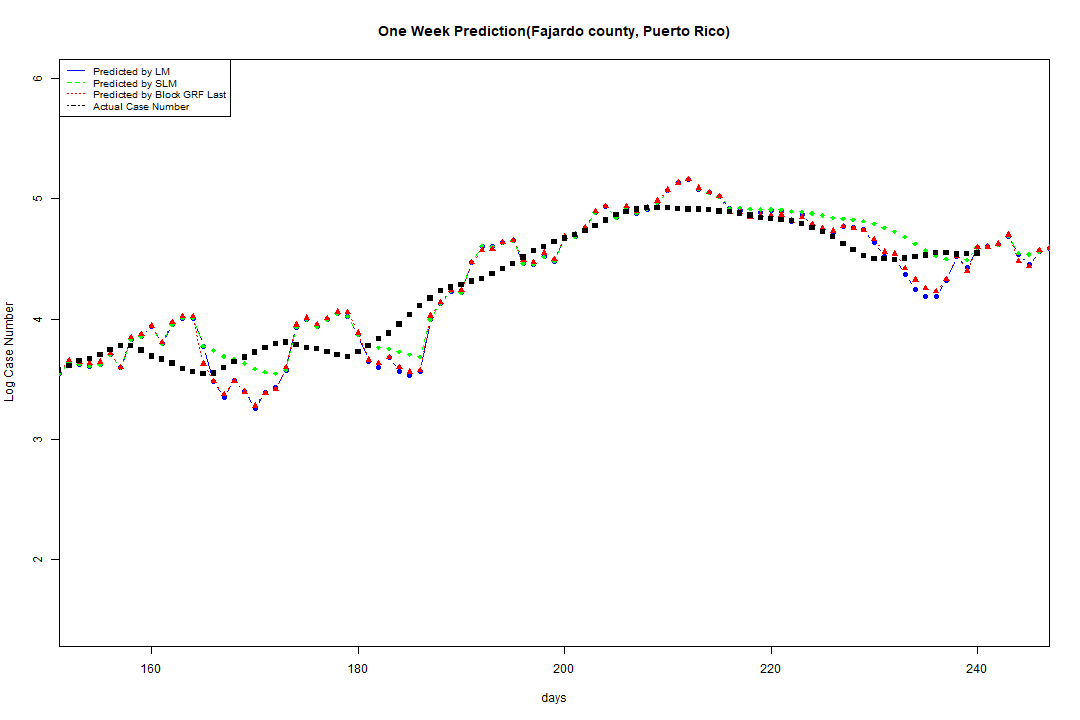 One Week Prediction(Fajardo county, Puerto Rico)
Predicted by LM
Predicted by SLM
Predicted by Block GRF Last
Actual Case Number
Log Case Number
6
5
4
3
2
160 180 200 220 240
days